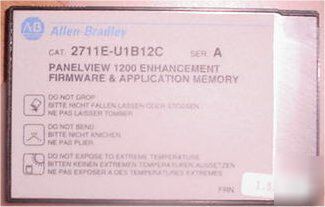 AB Allen Bradley
CAT. 2711E-U1B12C SER. A
PANELVIEW 1200 ENHANCEMENT
FIRMWARE & APPLICATION MEMORY
DO NOT DROP
BITTE NICHT FALLEN LASSEN ODER STOSSEN
NE PAS LAISSER TOMBER
DO NOT BEND
BITTE NICHT KNICHEN
NE PAS PLIER.
DO NOT EXPOSE TO EXTREME TEMPERATURE
BITTEN KEINEN EXTREMEN TEMPERATUREN AUSSETZEN
NE PAS EXPOSER A DES TEMPERATURES EXTREMES
FRN